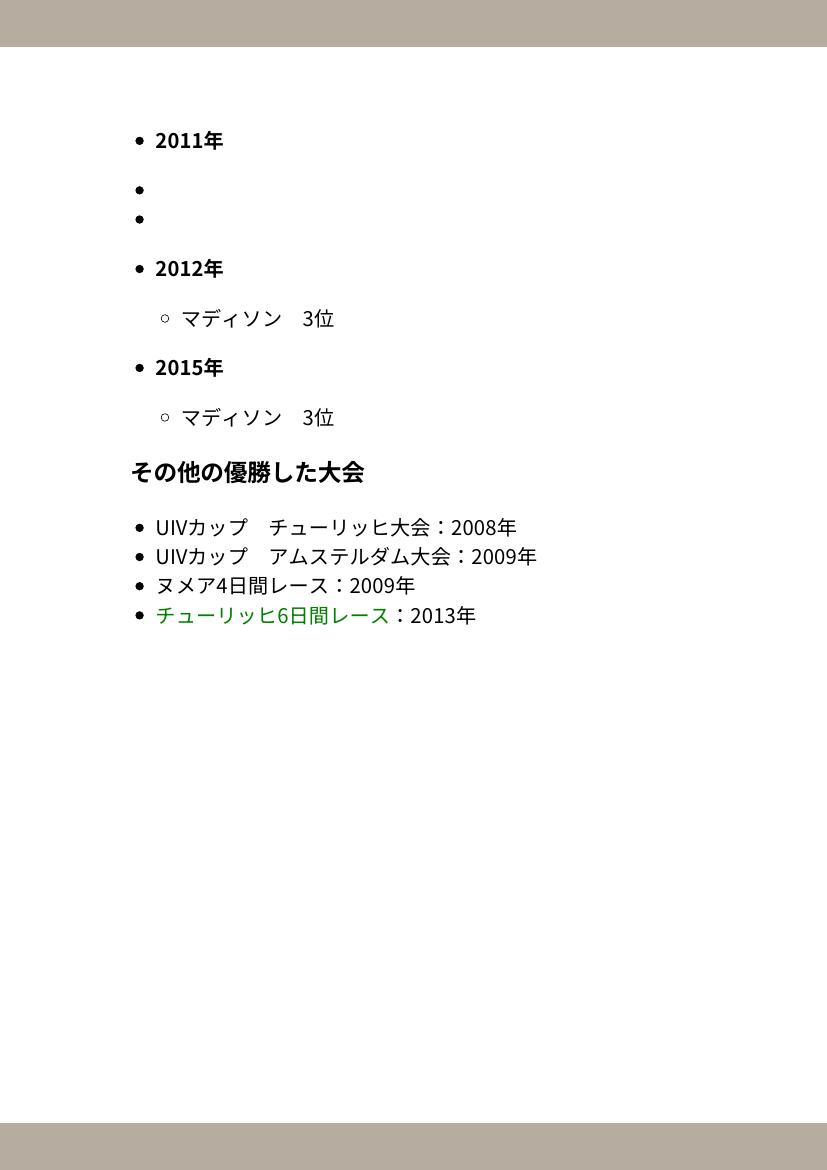 2011年
2012年
マディソン　3位
2015年
マディソン　3位
その他の優勝した大会
UIVカップ　チューリッヒ大会：2008年
UIVカップ　アムステルダム大会：2009年
ヌメア4日間レース：2009年
チューリッヒ6日間レース：2013年